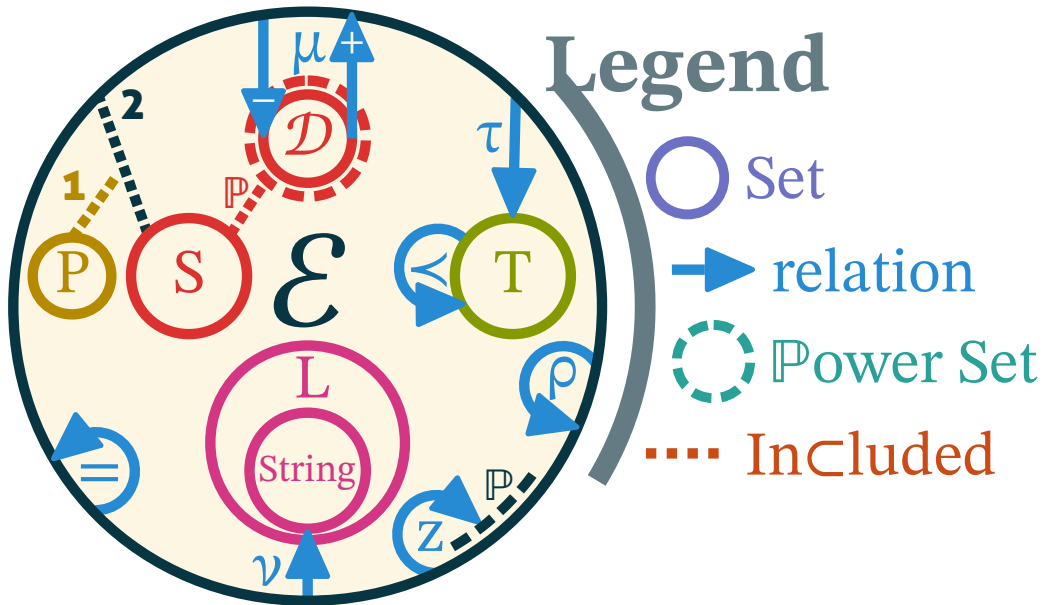 Legend
Set
relation
ℙower Set
In⊂luded
2
1
μ
−
+
𝒟
ℙ
τ
P
S
ℰ
≺
T
L
String
ρ
=
ν
z
ℙ